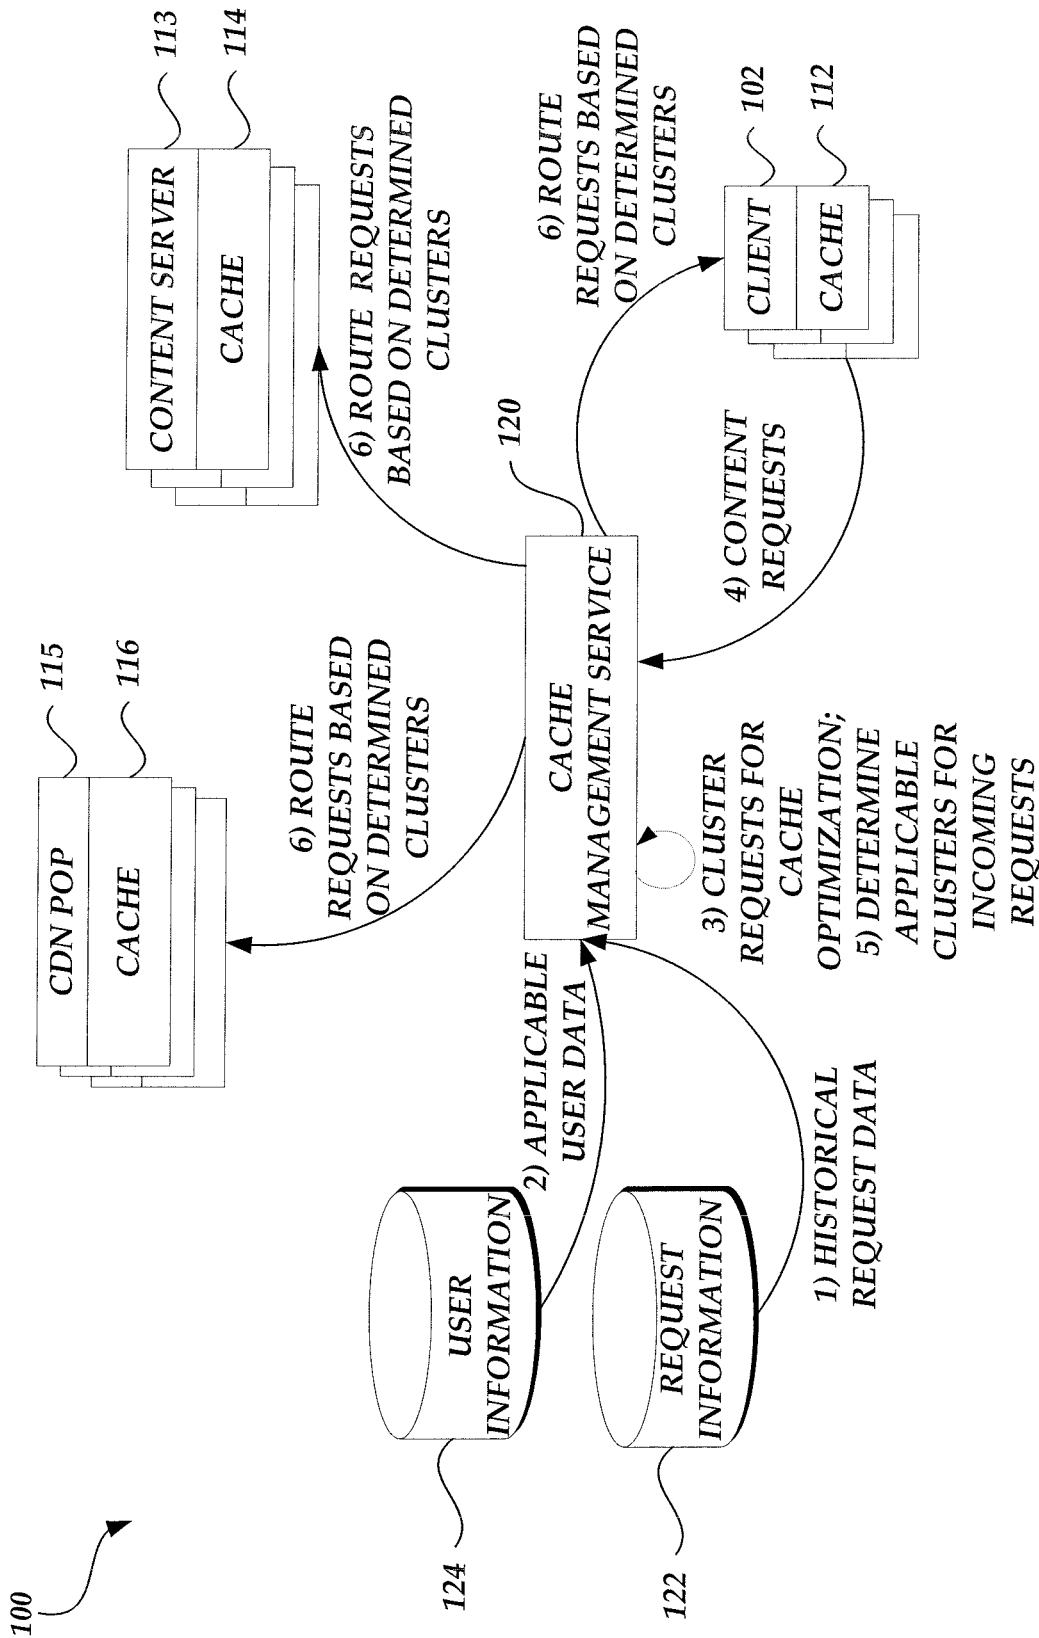 100
CDN POP
CACHE
115
116
CONTENT SERVER
CACHE
113
114
6) ROUTE
REQUESTS BASED
ON DETERMINED
CLUSTERS
6) ROUTE REQUESTS
BASED ON DETERMINED
CLUSTERS
6) ROUTE
REQUESTS BASED
ON DETERMINED
CLUSTERS
USER
INFORMATION
124
2) APPLICABLE
USER DATA
CACHE
MANAGEMENT SERVICE
120
CLIENT
CACHE
102
112
4) CONTENT
REQUESTS
REQUEST
INFORMATION
122
1) HISTORICAL
REQUEST DATA
3) CLUSTER
REQUESTS FOR
CACHE
OPTIMIZATION;
5) DETERMINE
APPLICABLE
CLUSTERS FOR
INCOMING
REQUESTS